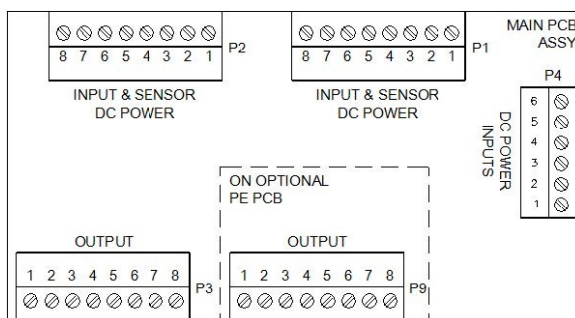 MAIN PCB
ASSY
8 7 6 5 4 3 2 1
P2
8 7 6 5 4 3 2 1
P1
INPUT & SENSOR
DC POWER
INPUT & SENSOR
DC POWER
P4
6
5
4
3
2
1
DC POWER
INPUTS
ON OPTIONAL
PE PCB
OUTPUT
1 2 3 4 5 6 7 8
P3
OUTPUT
1 2 3 4 5 6 7 8
P9